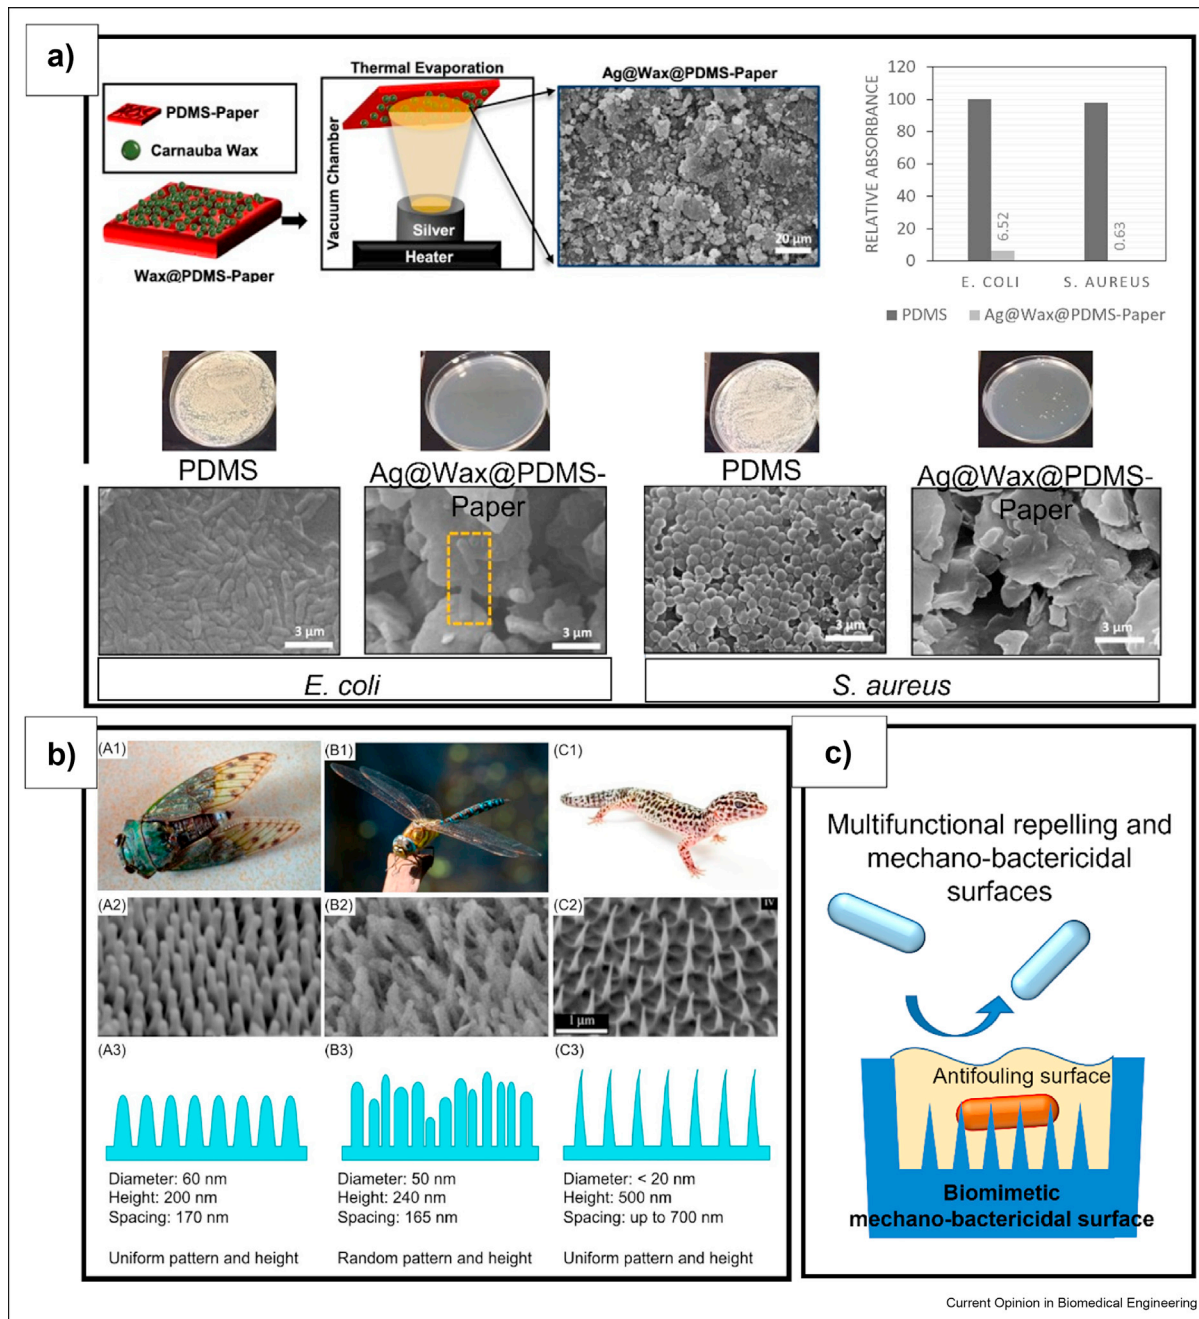 a)
PDMS-Paper
Carnauba Wax
Wax@PDMS-Paper
Thermal Evaporation
Vacuum Chamber
Silver
Heater
Ag@Wax@PDMS-Paper
20 µm
RELATIVE ABSORBANCE
120
100
80
60
40
20
0
6.52
0.63
E. COLI
S. AUREUS
PDMS
Ag@Wax@PDMS-Paper
PDMS
Ag@Wax@PDMS-
Paper
PDMS
Ag@Wax@PDMS-
Paper
3 µm
3 µm
3 µm
3 µm
E. coli
S. aureus
b)
(A1)
(B1)
(C1)
(A2)
(B2)
(C2)
IV
1 µm
(A3)
(B3)
(C3)
Diameter: 60 nm
Height: 200 nm
Spacing: 170 nm
Uniform pattern and height
Diameter: 50 nm
Height: 240 nm
Spacing: 165 nm
Random pattern and height
Diameter: < 20 nm
Height: 500 nm
Spacing: up to 700 nm
Uniform pattern and height
c)
Multifunctional repelling and
mechano-bactericidal
surfaces
Antifouling surface
Biomimetic
mechano-bactericidal surface
Current Opinion in Biomedical Engineering